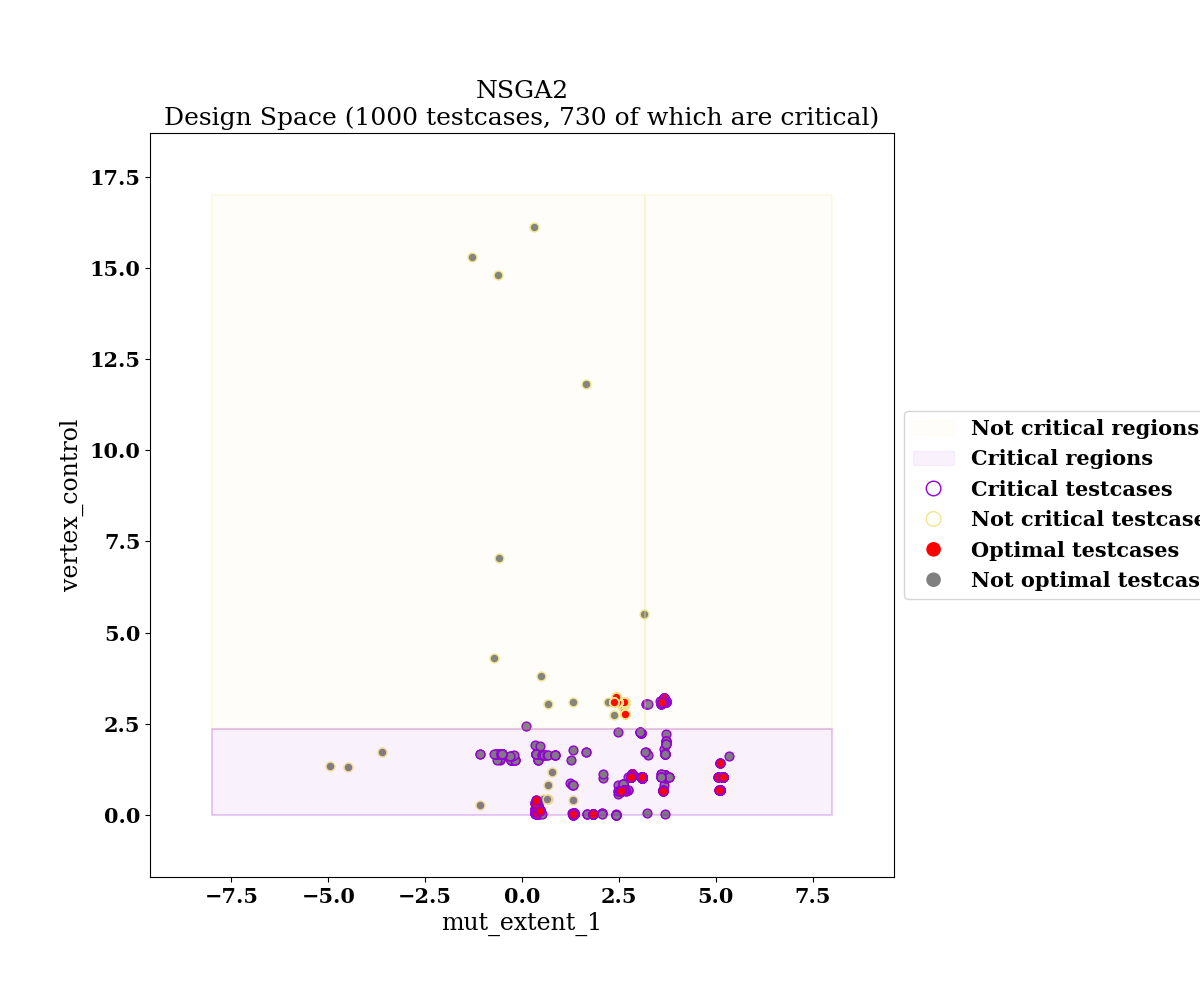 NSGA2
Design Space (1000 testcases, 730 of which are critical)
17.5
15.0
12.5
10.0
7.5
5.0
2.5
0.0
vertex_control
−7.5
−5.0
−2.5
0.0
2.5
5.0
7.5
mut_extent_1
Not critical regions
Critical regions
Critical testcases
Not critical testcase
Optimal testcases
Not optimal testcas